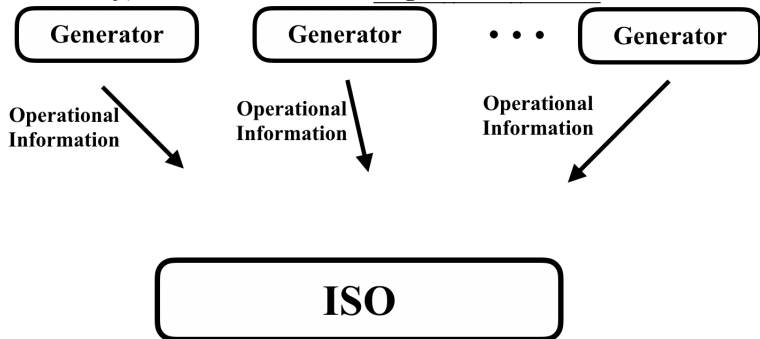 Generator
Generator
• • •
Generator
Operational
Information
Operational
Information
Operational
Information
ISO